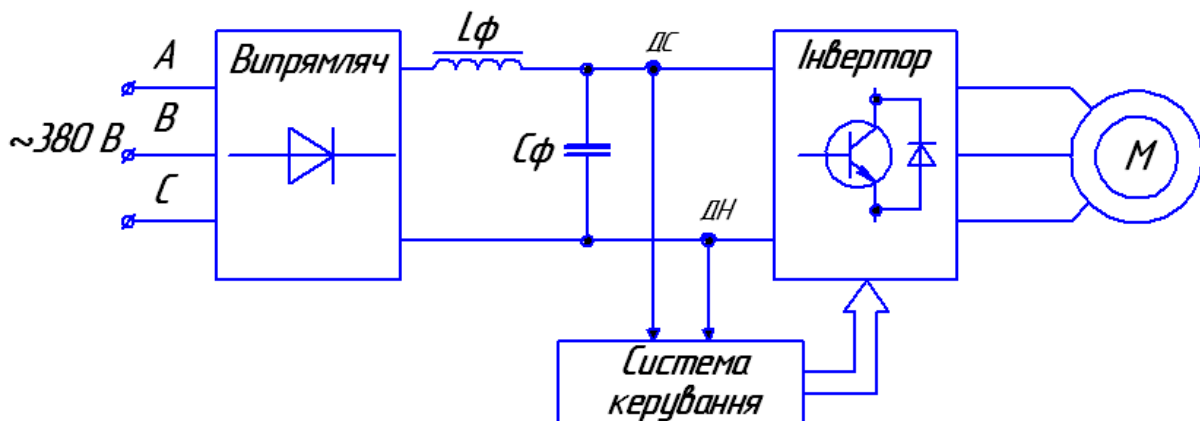 A
B
C
~380 В
Випрямляч
Lф
Cф
ДС
ДН
Інвертор
М
Система
керування